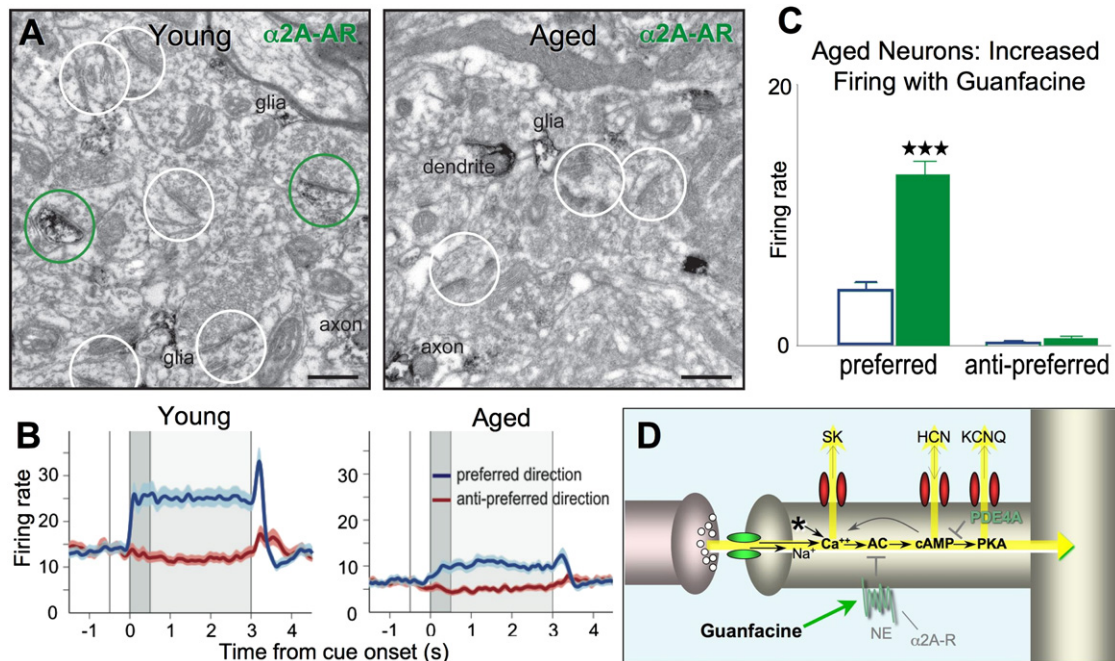 A
Young
α2A-AR
glia
glia
axon
Aged
α2A-AR
glia
dendrite
axon
C
Aged Neurons: Increased
Firing with Guanfacine
20
★★★
Firing rate
0
preferred
anti-preferred
B
Young
Firing rate
30
20
10
-1 0 1 2 3 4
Aged
preferred direction
anti-preferred direction
30
20
10
-1 0 1 2 3 4
Time from cue onset (s)
D
SK
HCN
KCNQ
PDE4A
*
Ca++
AC
cAMP
PKA
Na+
Guanfacine
NE
α2A-R